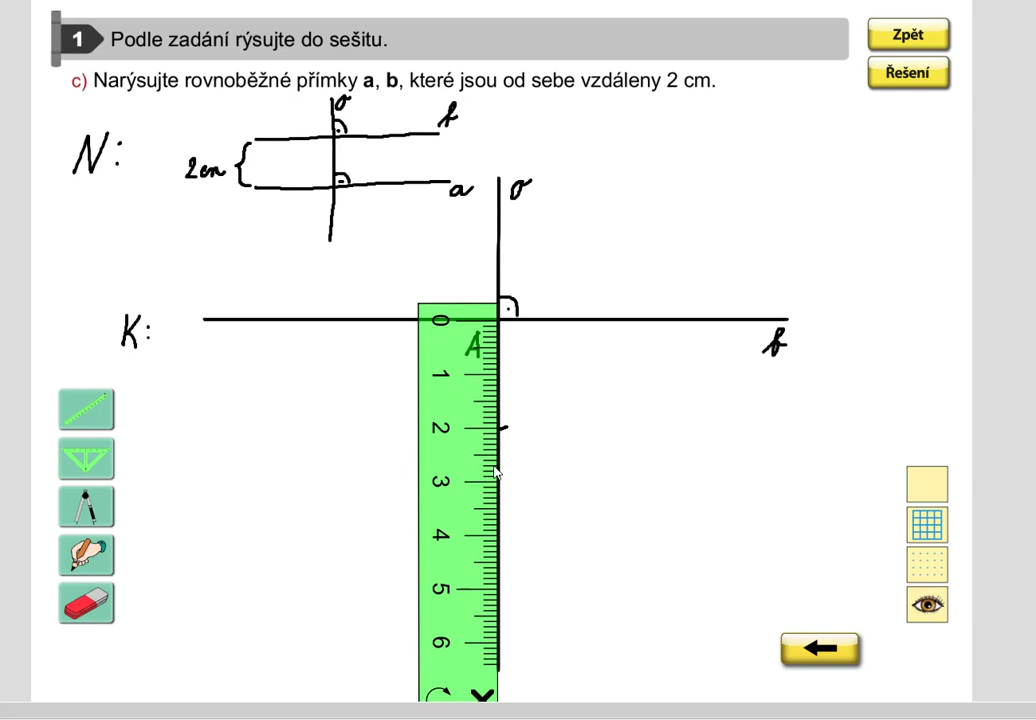 1 Podle zadání rýsujte do sešitu.
Zpět
Řešení
c) Narýsujte rovnoběžné přímky a, b, které jsou od sebe vzdáleny 2 cm.
N:
o
b
2cm
a
o
K:
A
b
0
1
2
3
4
5
6
X